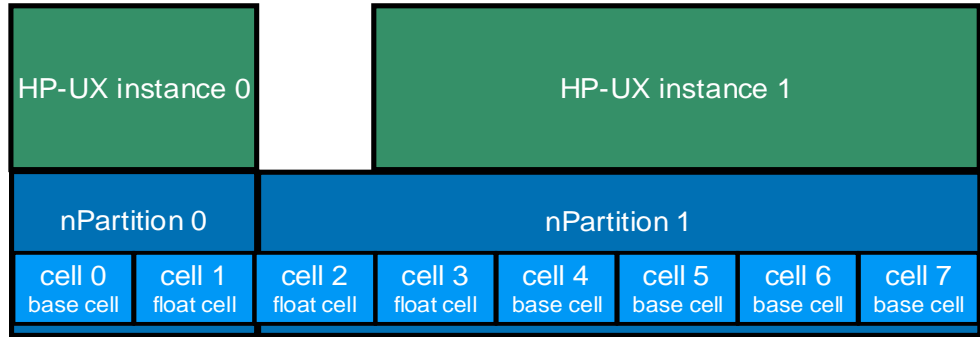 HP-UX instance 0
HP-UX instance 1
nPartition 0
nPartition 1
cell 0
base cell
cell 1
float cell
cell 2
float cell
cell 3
float cell
cell 4
base cell
cell 5
base cell
cell 6
base cell
cell 7
base cell